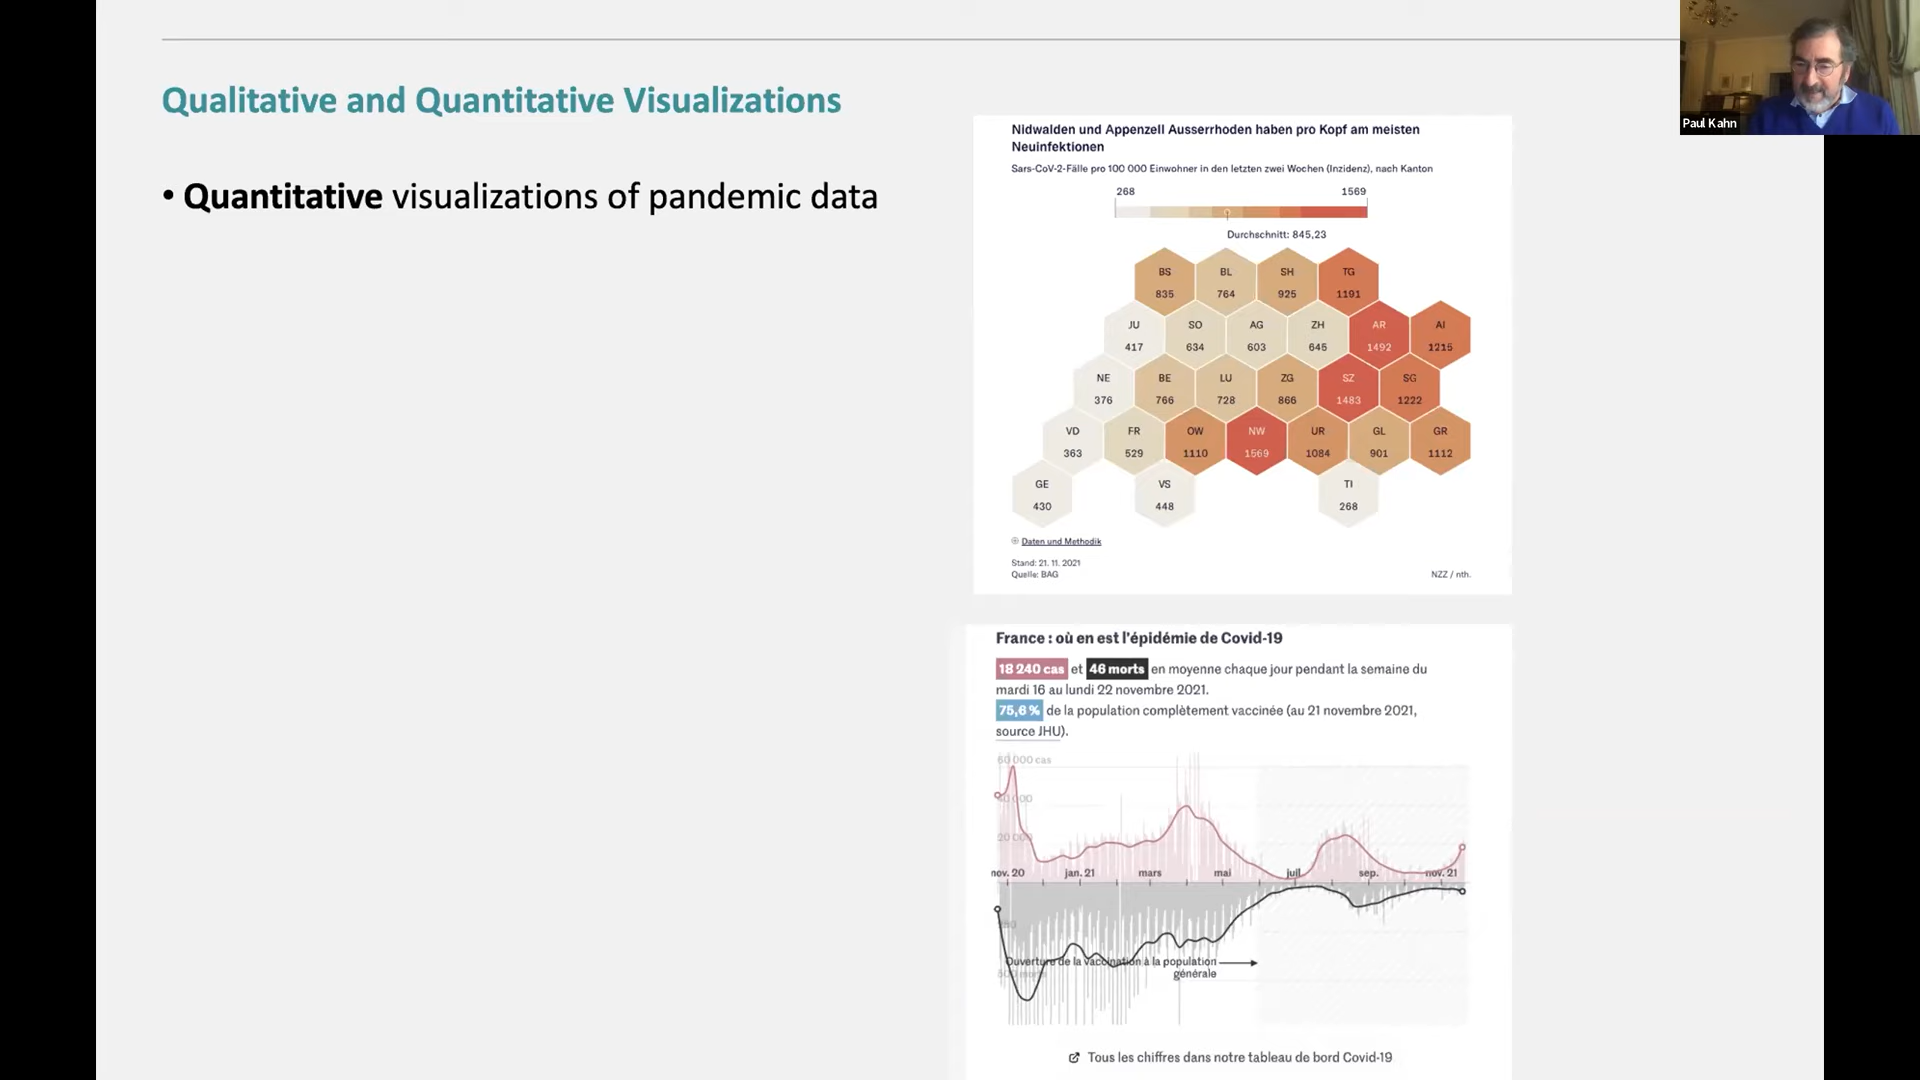 Qualitative and Quantitative Visualizations
• Quantitative visualizations of pandemic data
Paul Kahn
Nidwalden und Appenzell Ausserrhoden haben pro Kopf am meisten
Neuinfektionen
Sars-CoV-2-Fälle pro 100 000 Einwohner in den letzten zwei Wochen (Inzidenz), nach Kanton
268 1569
Durchschnitt: 845,23
BS BL SH TG
835 764 925 1191
JU SO AG ZH AR AI
417 634 603 645 1492 1215
NE BE LU ZG SZ SG
376 766 728 866 1483 1222
VD FR OW NW UR GL GR
363 529 1110 1569 1084 901 1112
GE VS TI
430 448 268
Daten und Methodik
Stand: 21. 11. 2021
Quelle: BAG NZZ / nth.
France : où en est l'épidémie de Covid-19
18 240 cas et 46 morts en moyenne chaque jour pendant la semaine du
mardi 16 au lundi 22 novembre 2021.
75,6 % de la population complètement vaccinée (au 21 novembre 2021,
source JHU).
60 000 cas
40 000
20 000
nov. 20 jan. 21 mars mai juil sep. nov. 21
Ouverture de la vaccination à la population
500 morts générale
Tous les chiffres dans notre tableau de bord Covid-19